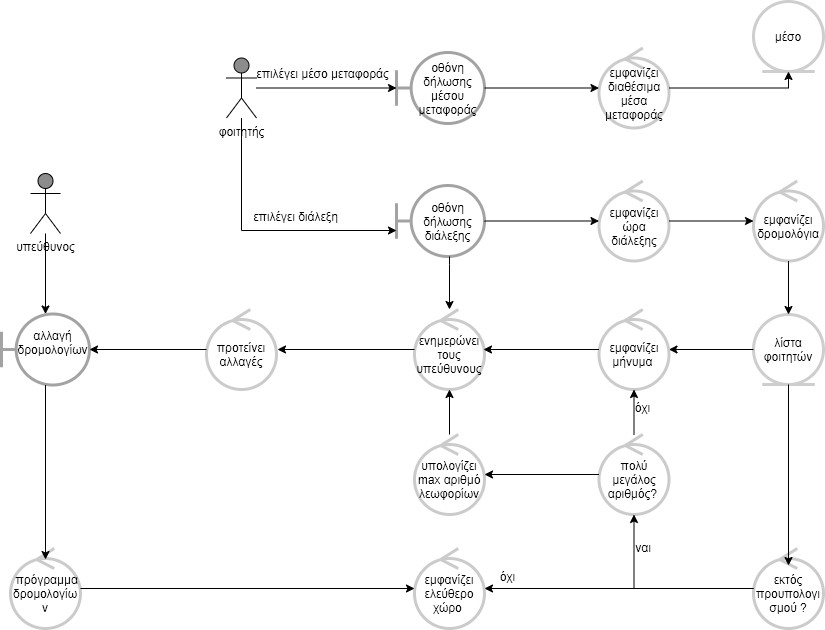 μέσο
επιλέγει μέσο μεταφοράς
οθόνη
δήλωσης
μέσου
μεταφοράς
εμφανίζει
διαθέσιμα
μέσα
μεταφοράς
φοιτητής
επιλέγει διάλεξη
οθόνη
δήλωσης
διάλεξης
εμφανίζει
ώρα
διάλεξης
εμφανίζει
δρομολόγια
υπεύθυνος
αλλαγή
δρομολογίων
προτείνει
αλλαγές
ενημερώνει
τους
υπεύθυνους
εμφανίζει
μήνυμα
λίστα
φοιτητών
όχι
υπολογίζει
max αριθμό
λεωφορίων
πολύ
μεγάλος
αριθμός?
ναι
πρόγραμμα
δρομολογίω
ν
εμφανίζει
ελεύθερο
χώρο
όχι
εκτός
προυπολογι
σμού ?